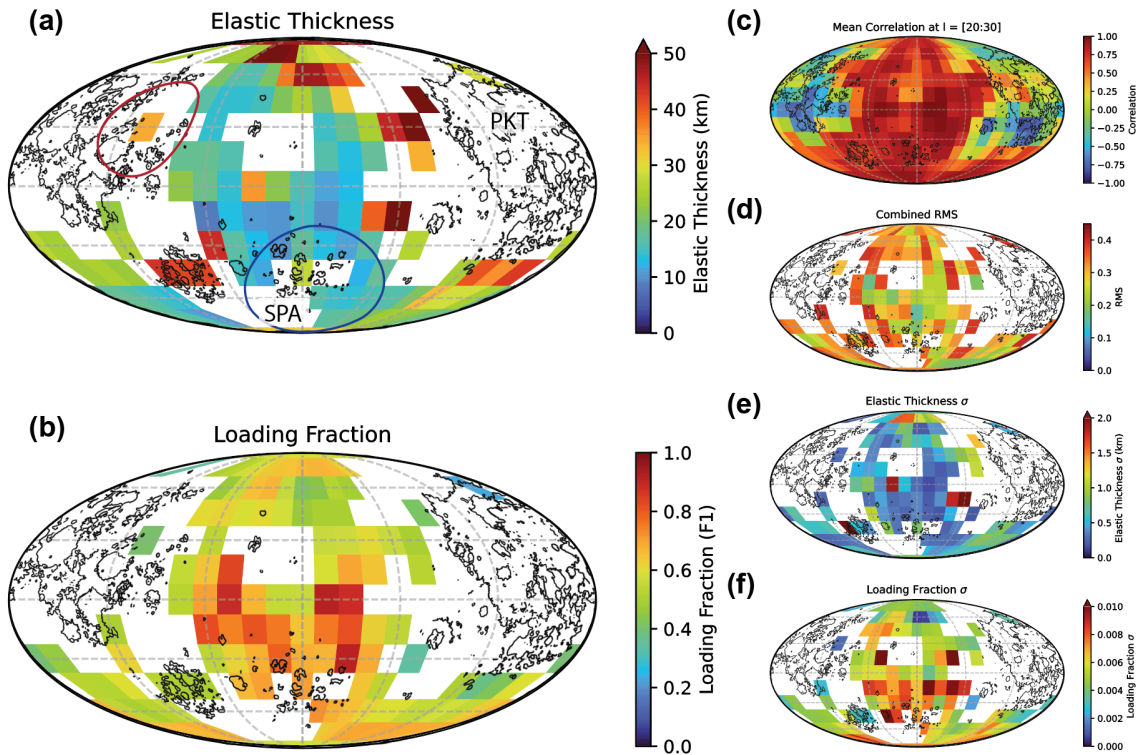 (a)
Elastic Thickness
PKT
SPA
50
40
30
20
10
0
Elastic Thickness (km)
(b)
Loading Fraction
1.0
0.8
0.6
0.4
0.2
0.0
Loading Fraction (F1)
(c)
Mean Correlation at l = [20:30]
1.00
0.75
0.50
0.25
0.00
−0.25
−0.50
−0.75
−1.00
Correlation
(d)
Combined RMS
0.4
0.3
0.2
0.1
0.0
RMS
(e)
Elastic Thickness σ
2.0
1.5
1.0
0.5
0.0
Elastic Thickness σ (km)
(f)
Loading Fraction σ
0.010
0.008
0.006
0.004
0.002
0.000
Loading Fraction σ